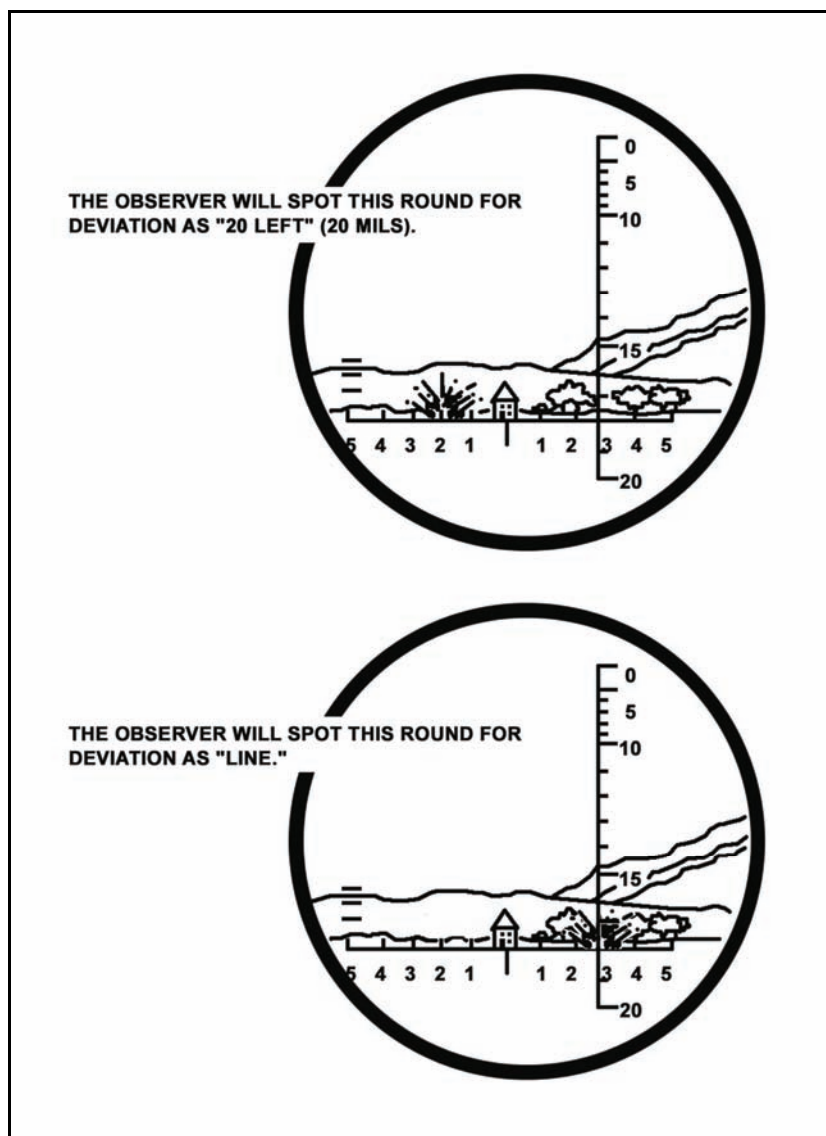 0
5
THE OBSERVER WILL SPOT THIS ROUND FOR
DEVIATION AS "20 LEFT" (20 MILS).
10
15
5 4 3 2 1 1 2 3 4 5
20
0
5
THE OBSERVER WILL SPOT THIS ROUND FOR
DEVIATION AS "LINE."
10
15
5 4 3 2 1 1 2 3 4 5
20